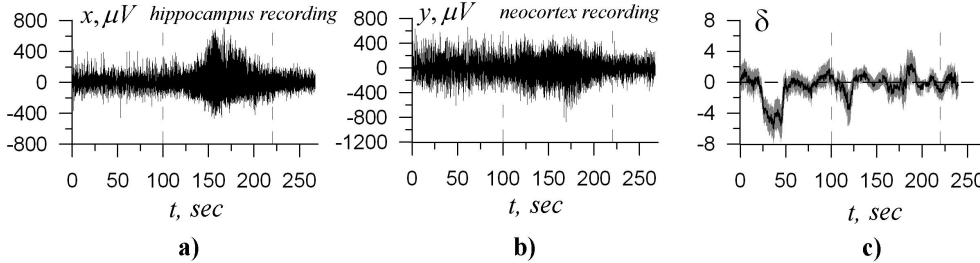 x, μV hippocampus recording
800
400
0
-400
-800
0 50 100 150 200 250
t, sec
a)
y, μV neocortex recording
800
400
0
-400
-800
-1200
0 50 100 150 200 250
t, sec
b)
δ
8
4
0
-4
-8
0 50 100 150 200 250
t, sec
c)